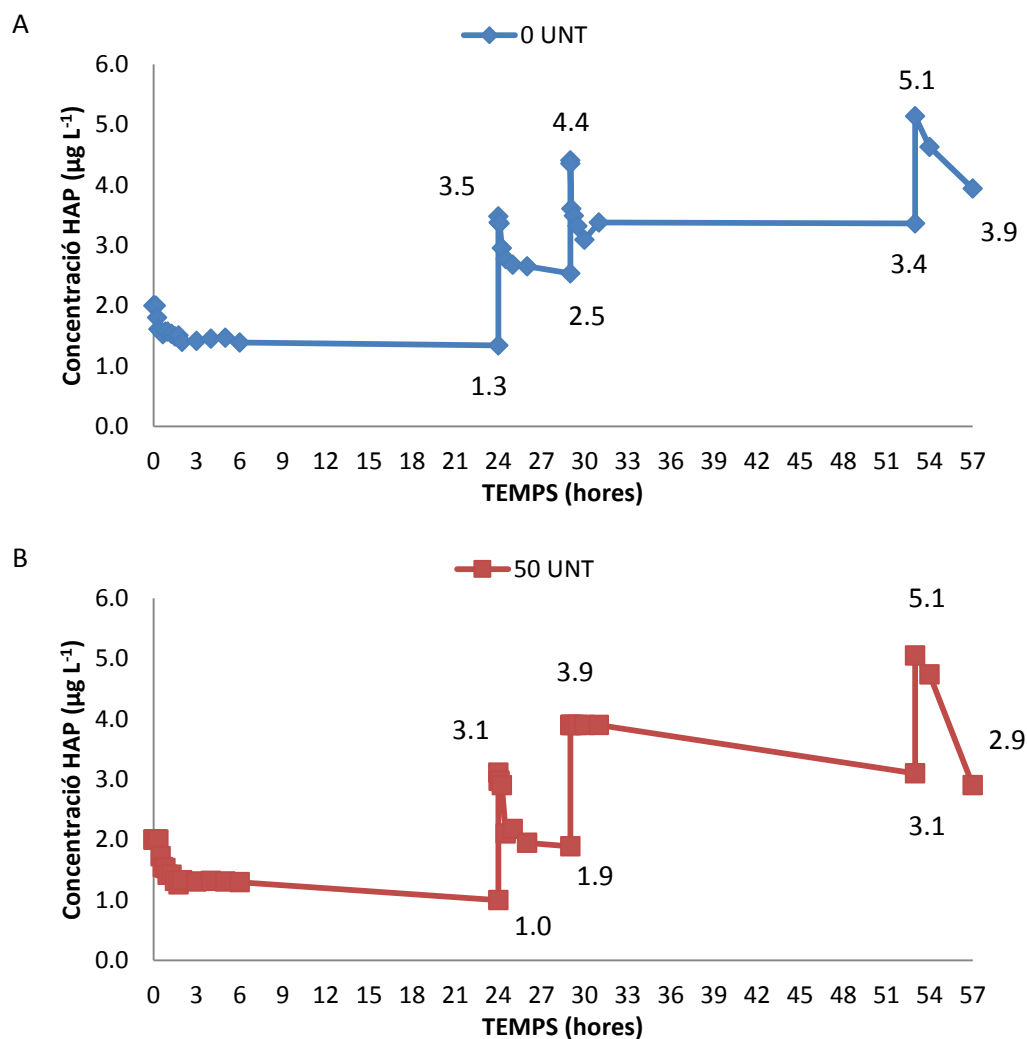 A
0 UNT
6.0
5.0
4.0
3.0
2.0
1.0
0.0
Concentració HAP (µg L-1)
3.5
1.3
4.4
2.5
5.1
3.4
3.9
0 3 6 9 12 15 18 21 24 27 30 33 36 39 42 45 48 51 54 57
TEMPS (hores)
B
50 UNT
6.0
5.0
4.0
3.0
2.0
1.0
0.0
Concentració HAP (µg L-1)
3.1
1.0
3.9
1.9
5.1
3.1
2.9
0 3 6 9 12 15 18 21 24 27 30 33 36 39 42 45 48 51 54 57
TEMPS (hores)